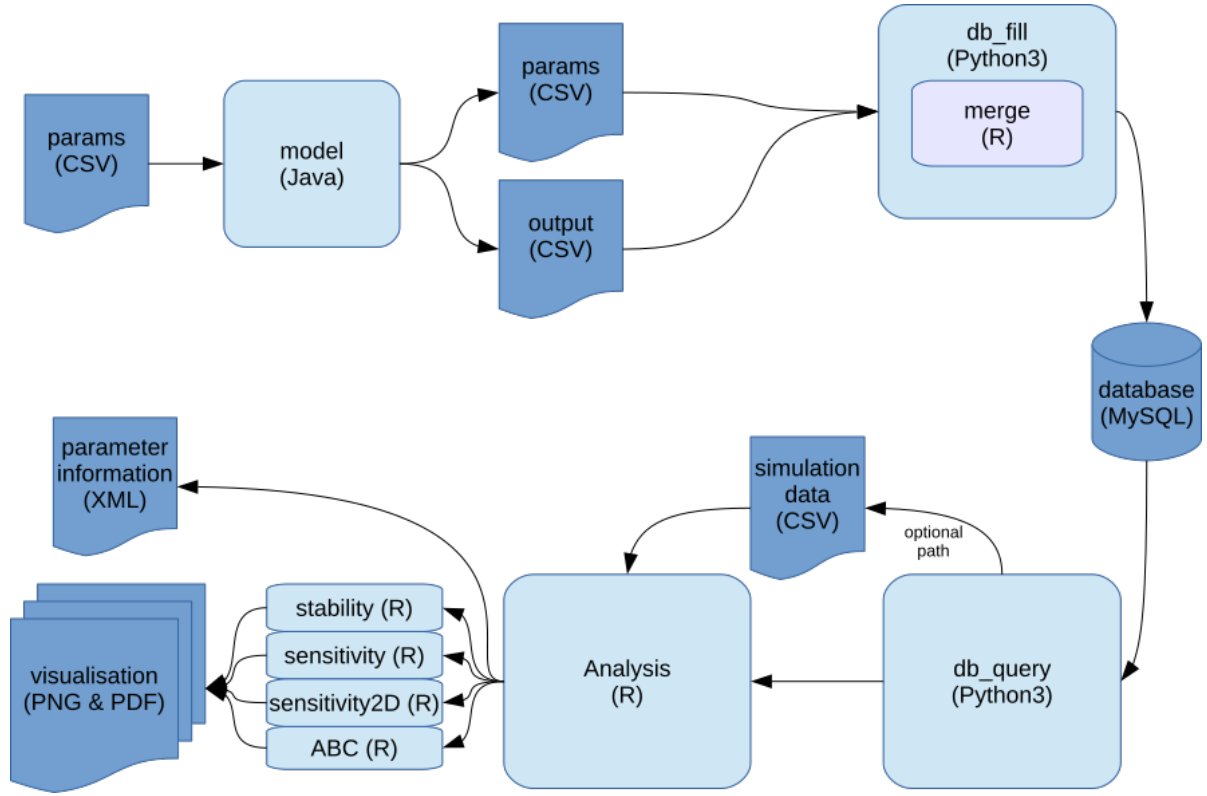 params
(CSV)
model
(Java)
params
(CSV)
output
(CSV)
db_fill
(Python3)
merge
(R)
database
(MySQL)
parameter
information
(XML)
simulation
data
(CSV)
optional
path
stability (R)
sensitivity (R)
sensitivity2D (R)
ABC (R)
visualisation
(PNG & PDF)
Analysis
(R)
db_query
(Python3)